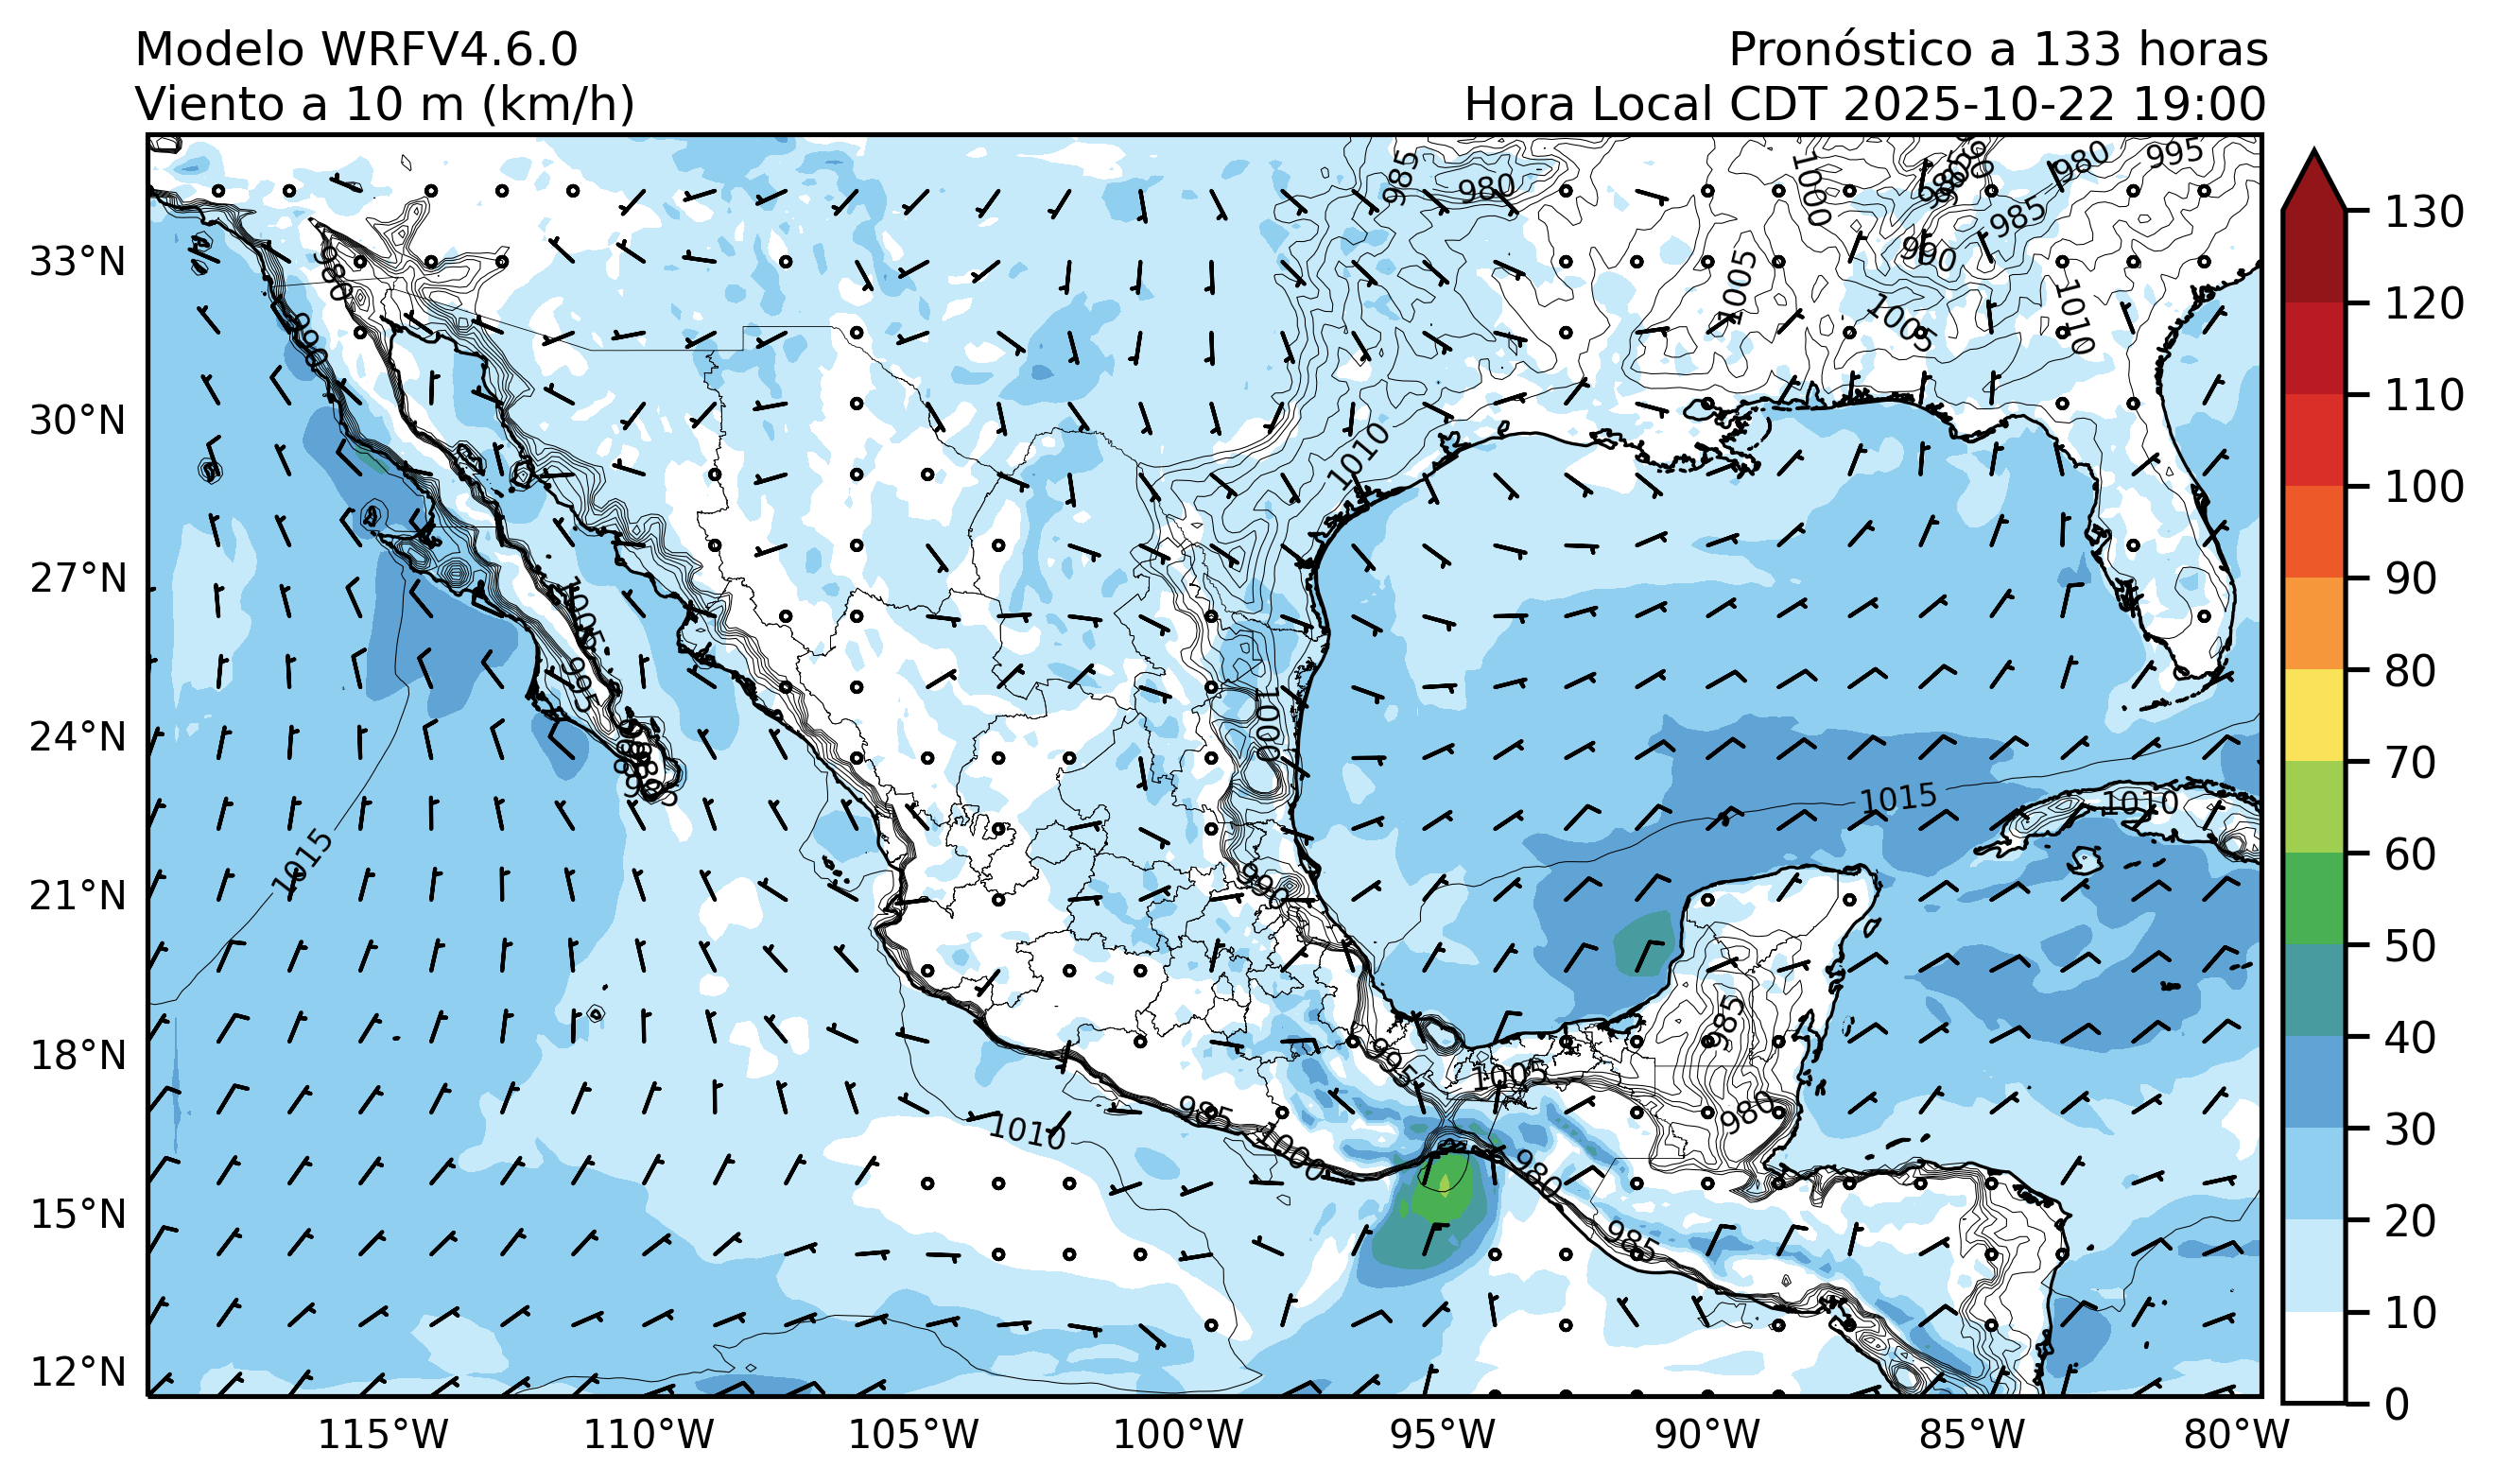 Modelo WRFV4.6.0
Viento a 10 m (km/h)
Pronóstico a 133 horas
Hora Local CDT 2025-10-22 19:00
33°N
30°N
27°N
24°N
21°N
18°N
15°N
12°N
115°W
110°W
105°W
100°W
95°W
90°W
85°W
80°W
130
120
110
100
90
80
70
60
50
40
30
20
10
0
985
980
1000
980
995
985
990
1005
1010
1005
980
990
1010
1005
995
1000
1015
1010
1015
990
985
995
1005
980
985
1000
1010
980
985